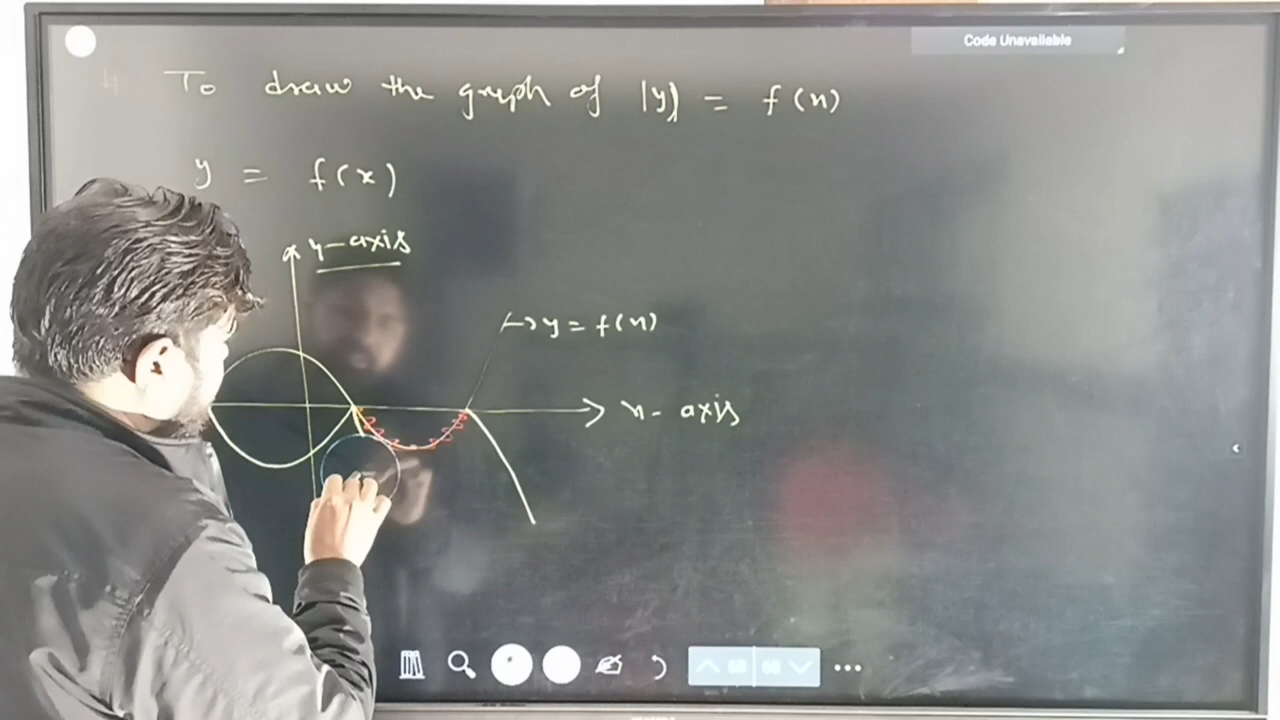 Code Unavailable
To draw the graph of |y| = f(x)
y = f(x)
y-axis
→ y = f(x)
x- axis